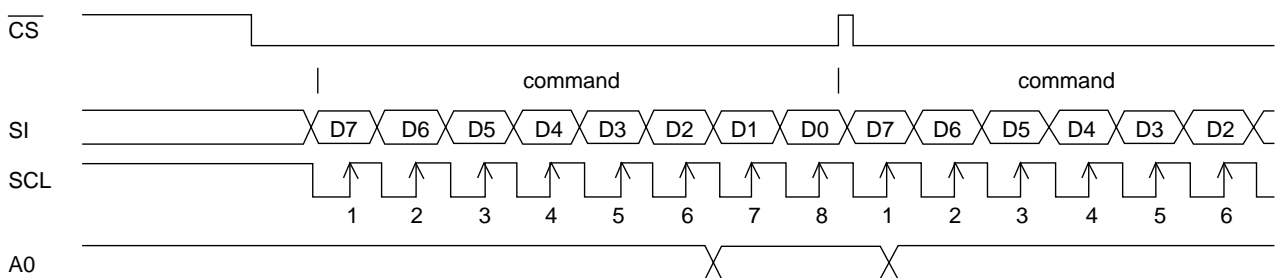 CS
command command
SI D7 D6 D5 D4 D3 D2 D1 D0 D7 D6 D5 D4 D3 D2
SCL
1 2 3 4 5 6 7 8 1 2 3 4 5 6
A0